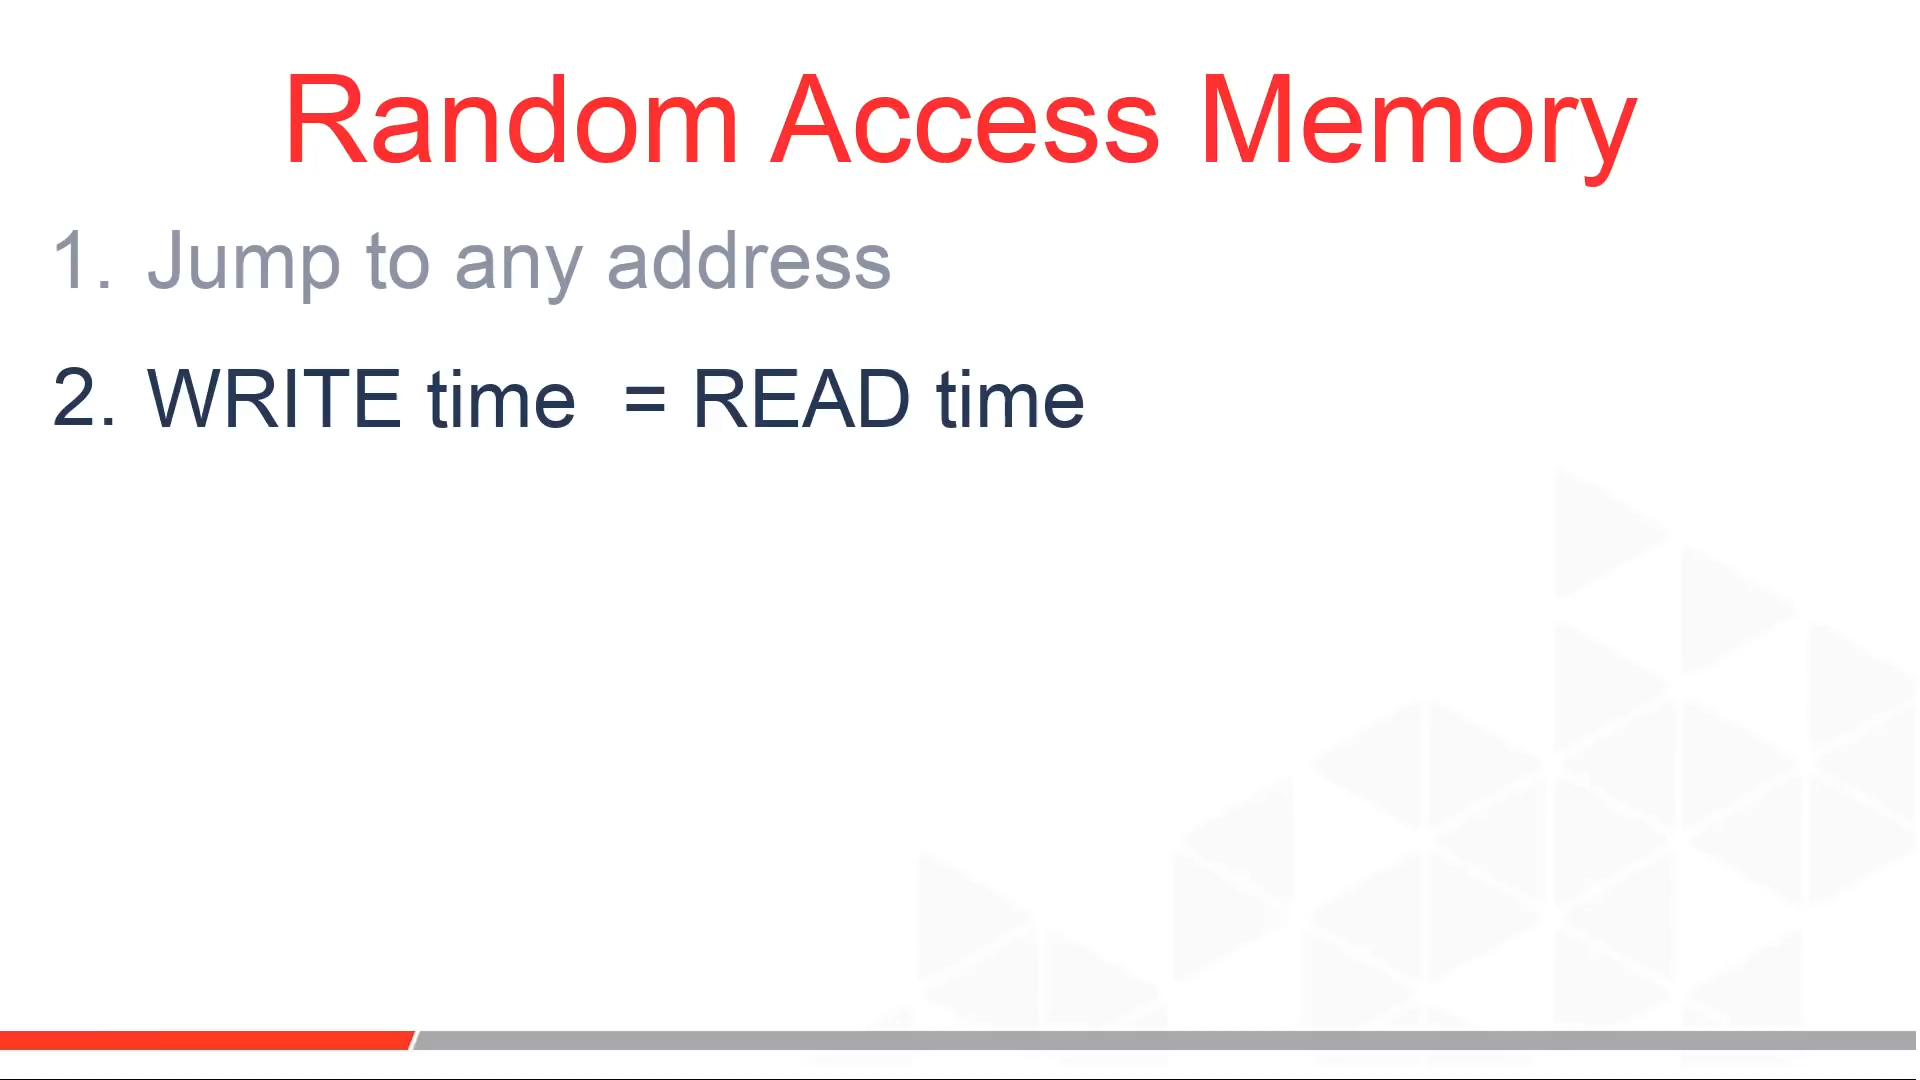 Random Access Memory
1. Jump to any address
2. WRITE time = READ time